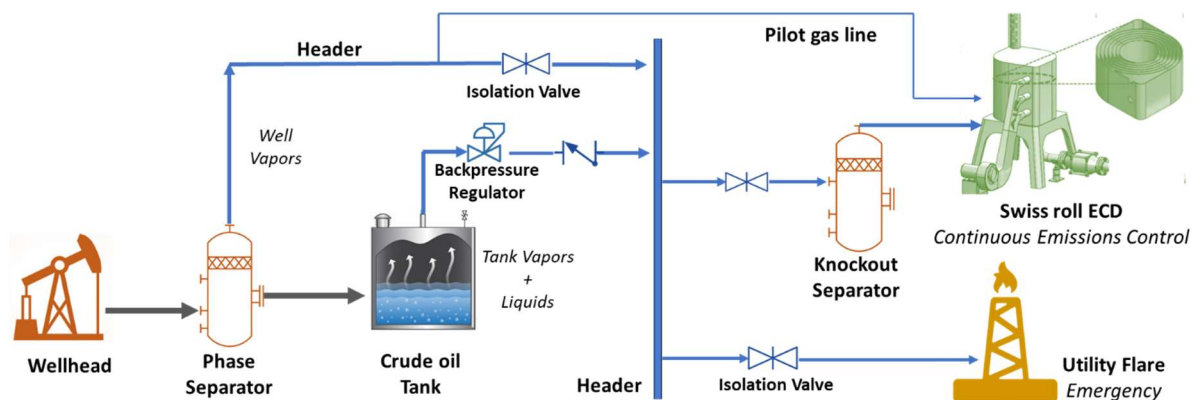 Header
Pilot gas line
Isolation Valve
Well
Vapors
Backpressure
Regulator
Swiss roll ECD
Continuous Emissions Control
Tank Vapors
+
Liquids
Knockout
Separator
Wellhead
Phase
Separator
Crude oil
Tank
Header
Isolation Valve
Utility Flare
Emergency